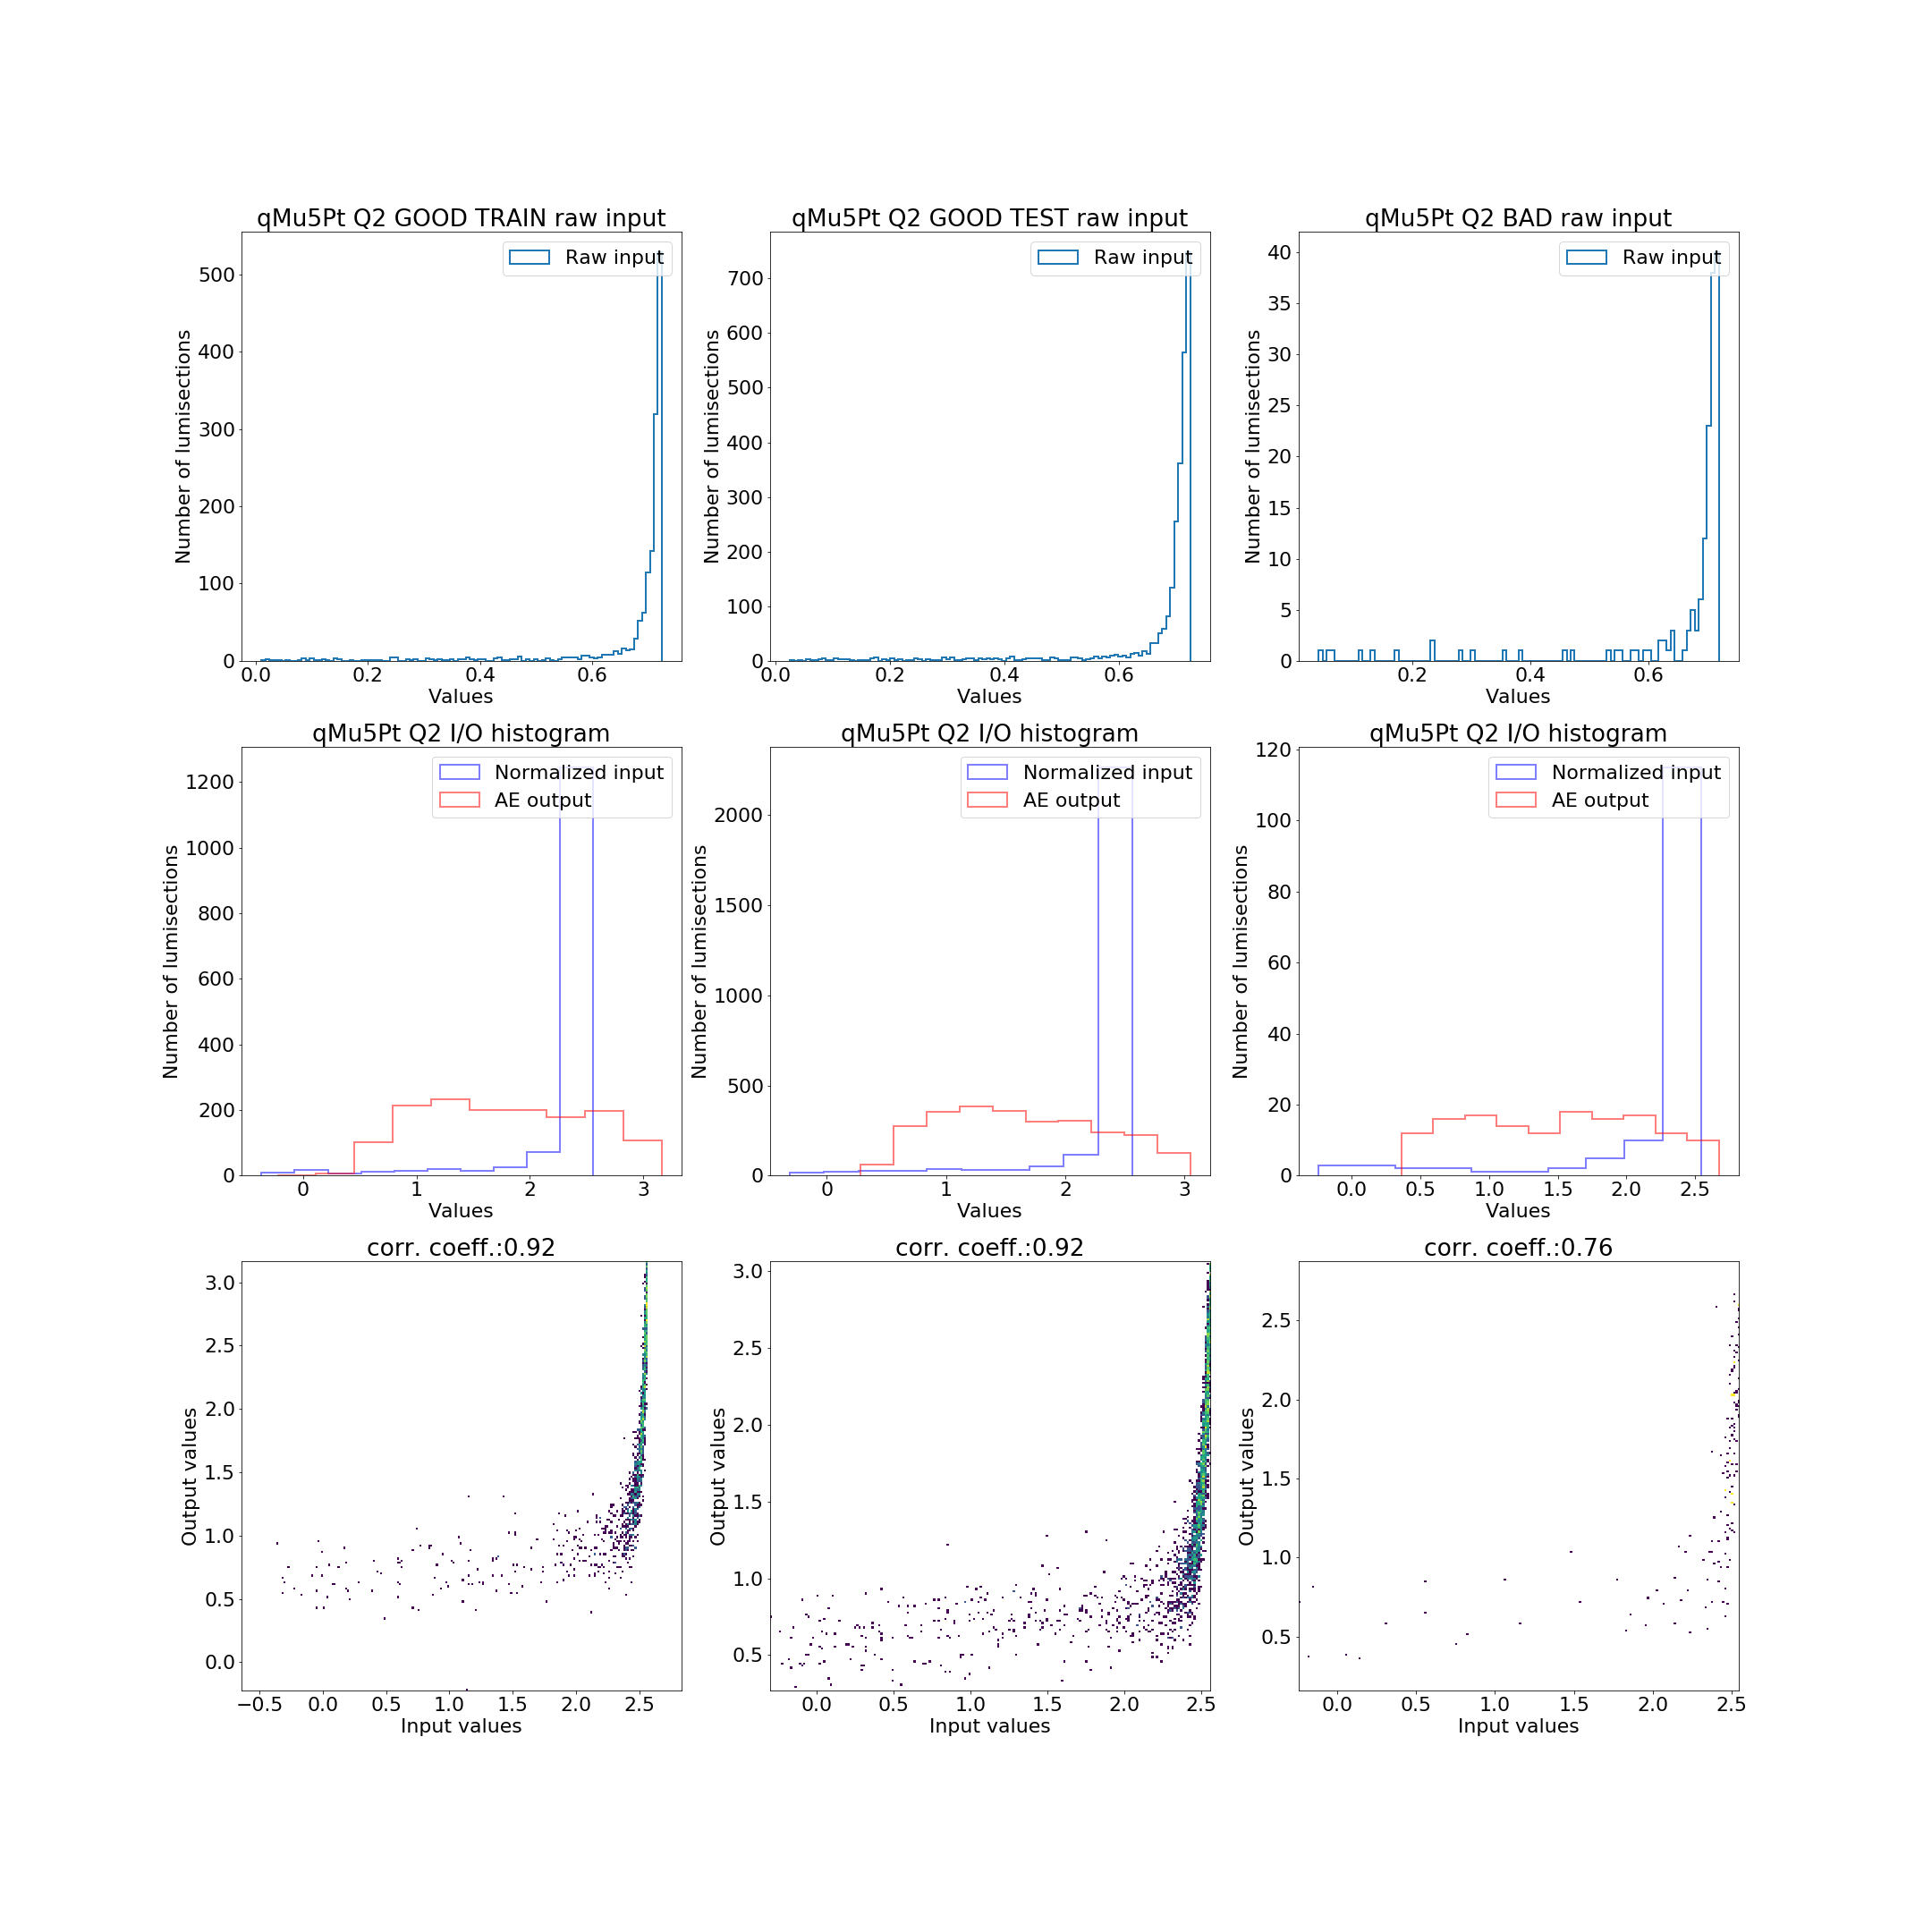 qMu5Pt Q2 GOOD TRAIN raw input
Raw input
Number of lumisections
500
400
300
200
100
0
0.0 0.2 0.4 0.6
Values
qMu5Pt Q2 GOOD TEST raw input
Raw input
Number of lumisections
700
600
500
400
300
200
100
0
0.0 0.2 0.4 0.6
Values
qMu5Pt Q2 BAD raw input
Raw input
Number of lumisections
40
35
30
25
20
15
10
5
0
0.2 0.4 0.6
Values
qMu5Pt Q2 I/O histogram
Normalized input
AE output
Number of lumisections
1200
1000
800
600
400
200
0
0 1 2 3
Values
qMu5Pt Q2 I/O histogram
Normalized input
AE output
Number of lumisections
2000
1500
1000
500
0
0 1 2 3
Values
qMu5Pt Q2 I/O histogram
Normalized input
AE output
Number of lumisections
120
100
80
60
40
20
0
0.0 0.5 1.0 1.5 2.0 2.5
Values
corr. coeff.:0.92
Output values
3.0
2.5
2.0
1.5
1.0
0.5
0.0
−0.5 0.0 0.5 1.0 1.5 2.0 2.5
Input values
corr. coeff.:0.92
Output values
3.0
2.5
2.0
1.5
1.0
0.5
0.0 0.5 1.0 1.5 2.0 2.5
Input values
corr. coeff.:0.76
Output values
2.5
2.0
1.5
1.0
0.5
0.0 0.5 1.0 1.5 2.0 2.5
Input values